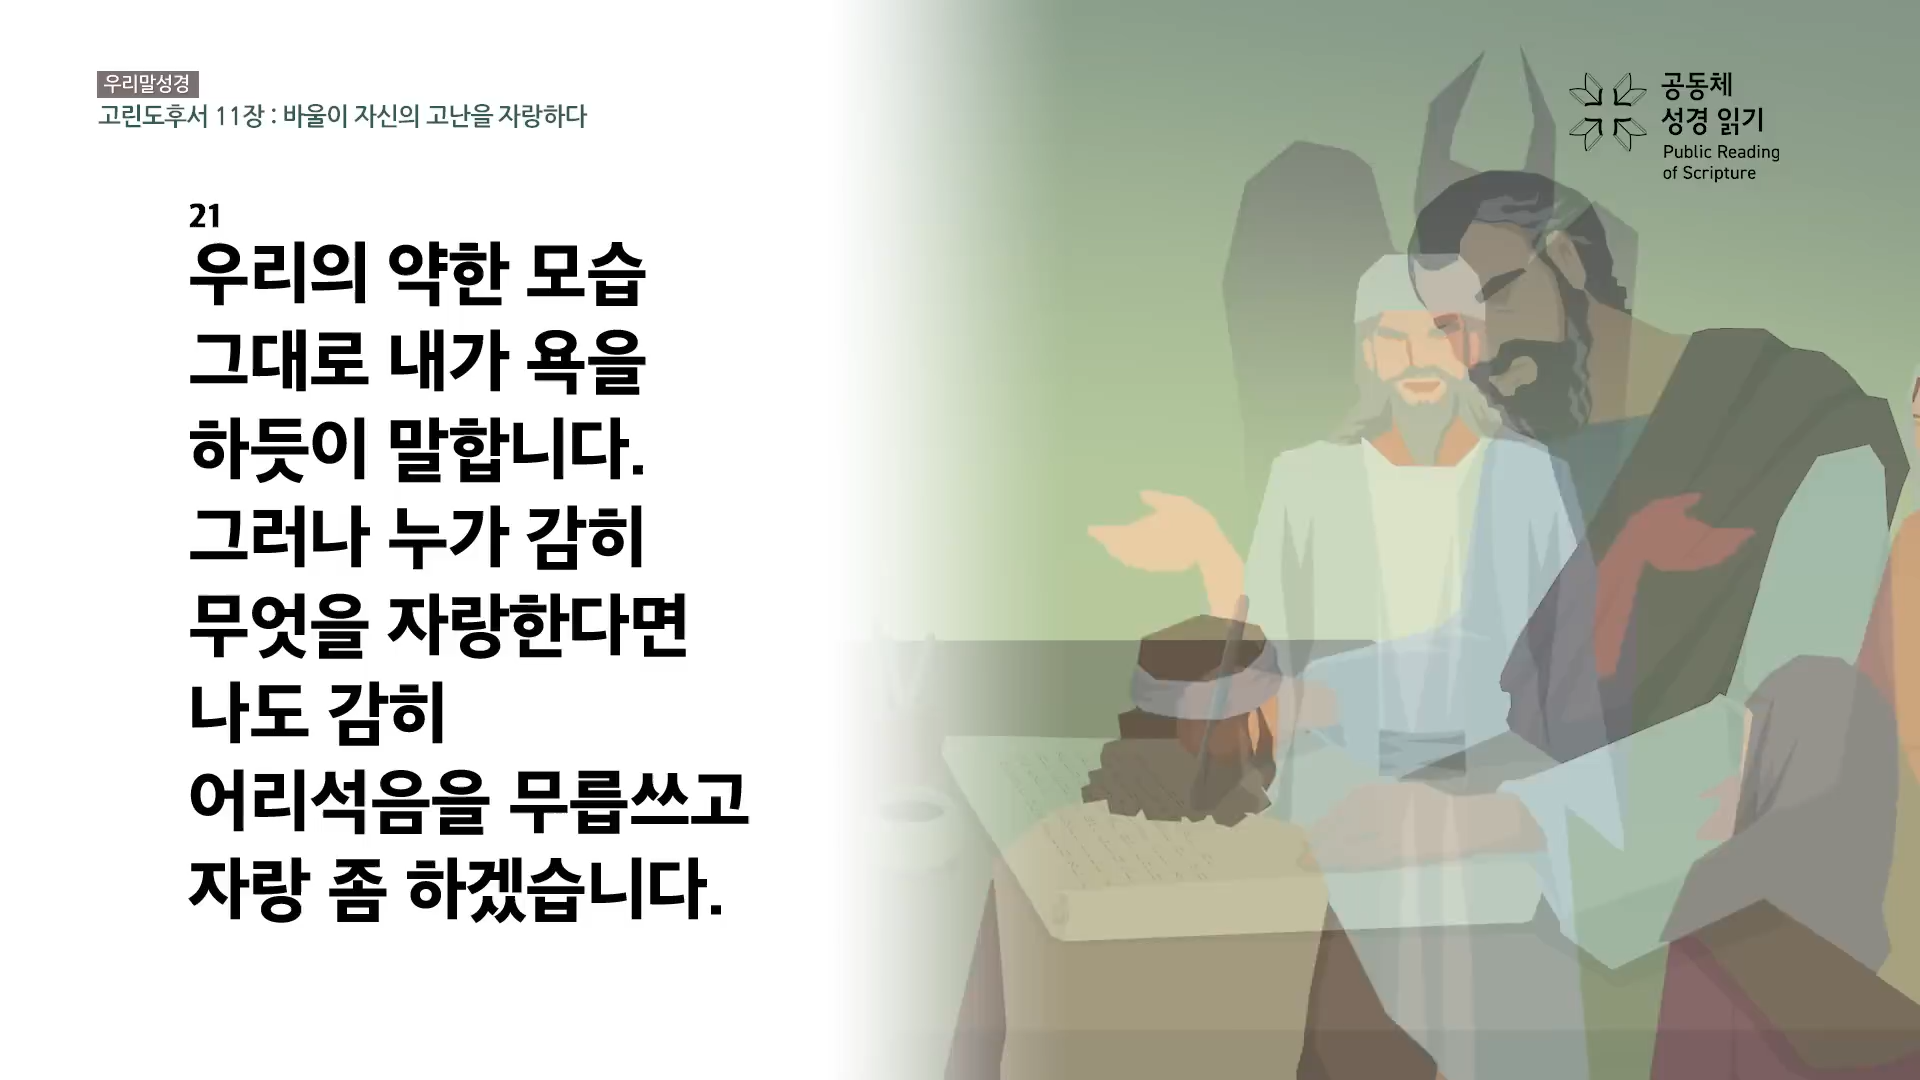 우리말성경
고린도후서 11장 : 바울이 자신의 고난을 자랑하다
공동체
성경 읽기
Public Reading
of Scripture
21
우리의 약한 모습
그대로 내가 욕을
하듯이 말합니다.
그러나 누가 감히
무엇을 자랑한다면
나도 감히
어리석음을 무릅쓰고
자랑 좀 하겠습니다.